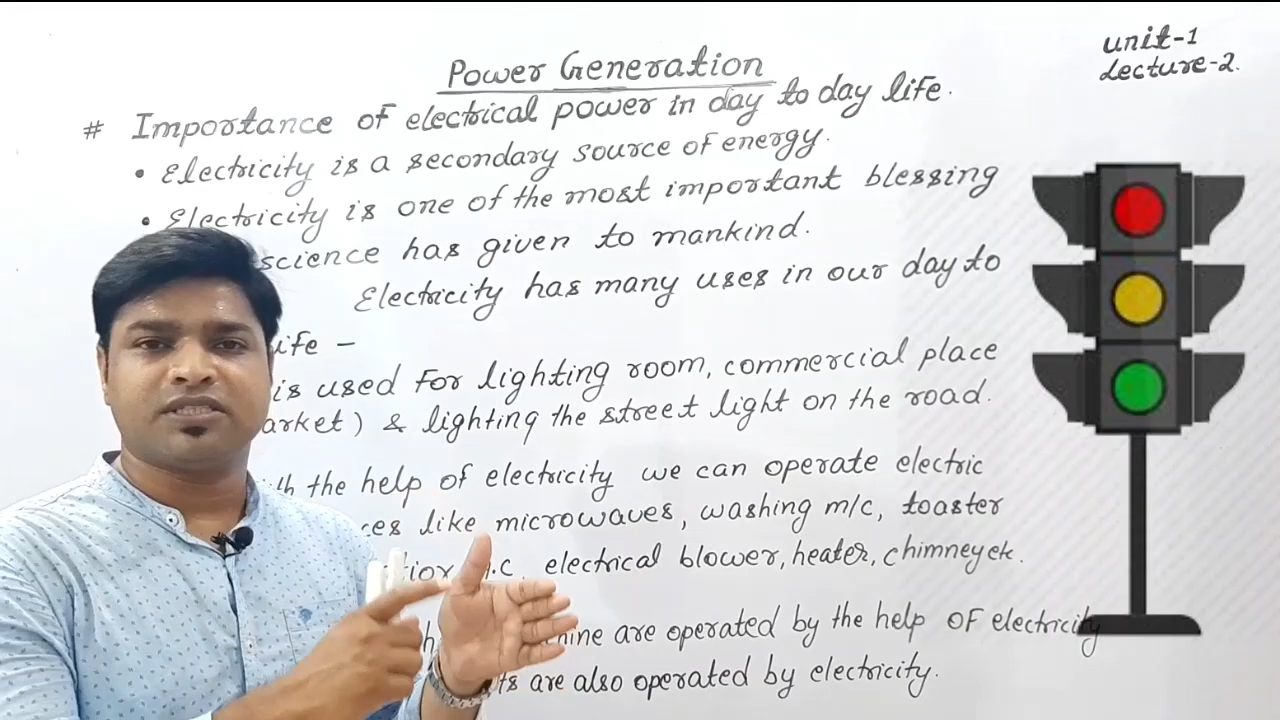 Unit-1
Lecture-2.
Power Generation
# Importance of electrical power in day to day life.
• Electricity is a secondary source of energy.
• Electricity is one of the most important blessing
science has given to mankind.
Electricity has many uses in our day to
ife –
is used for lighting room, commercial place
arket) & lighting the street light on the road.
the help of electricity we can operate electric
ces like microwaves, washing m/c, toaster
electrical blower, heater, chimney
are operated by the help of electricity
are also operated by electricity.